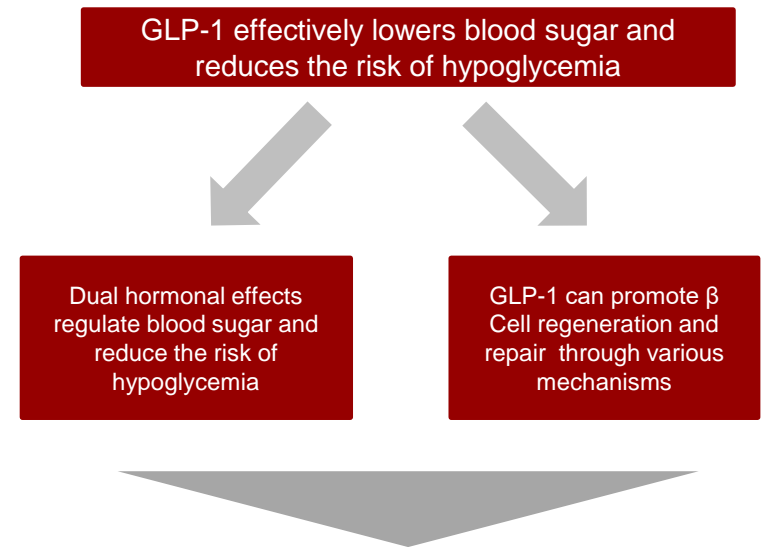 GLP-1 effectively lowers blood sugar and
reduces the risk of hypoglycemia
Dual hormonal effects
regulate blood sugar and
reduce the risk of
hypoglycemia
GLP-1 can promote β
Cell regeneration and
repair through various
mechanisms